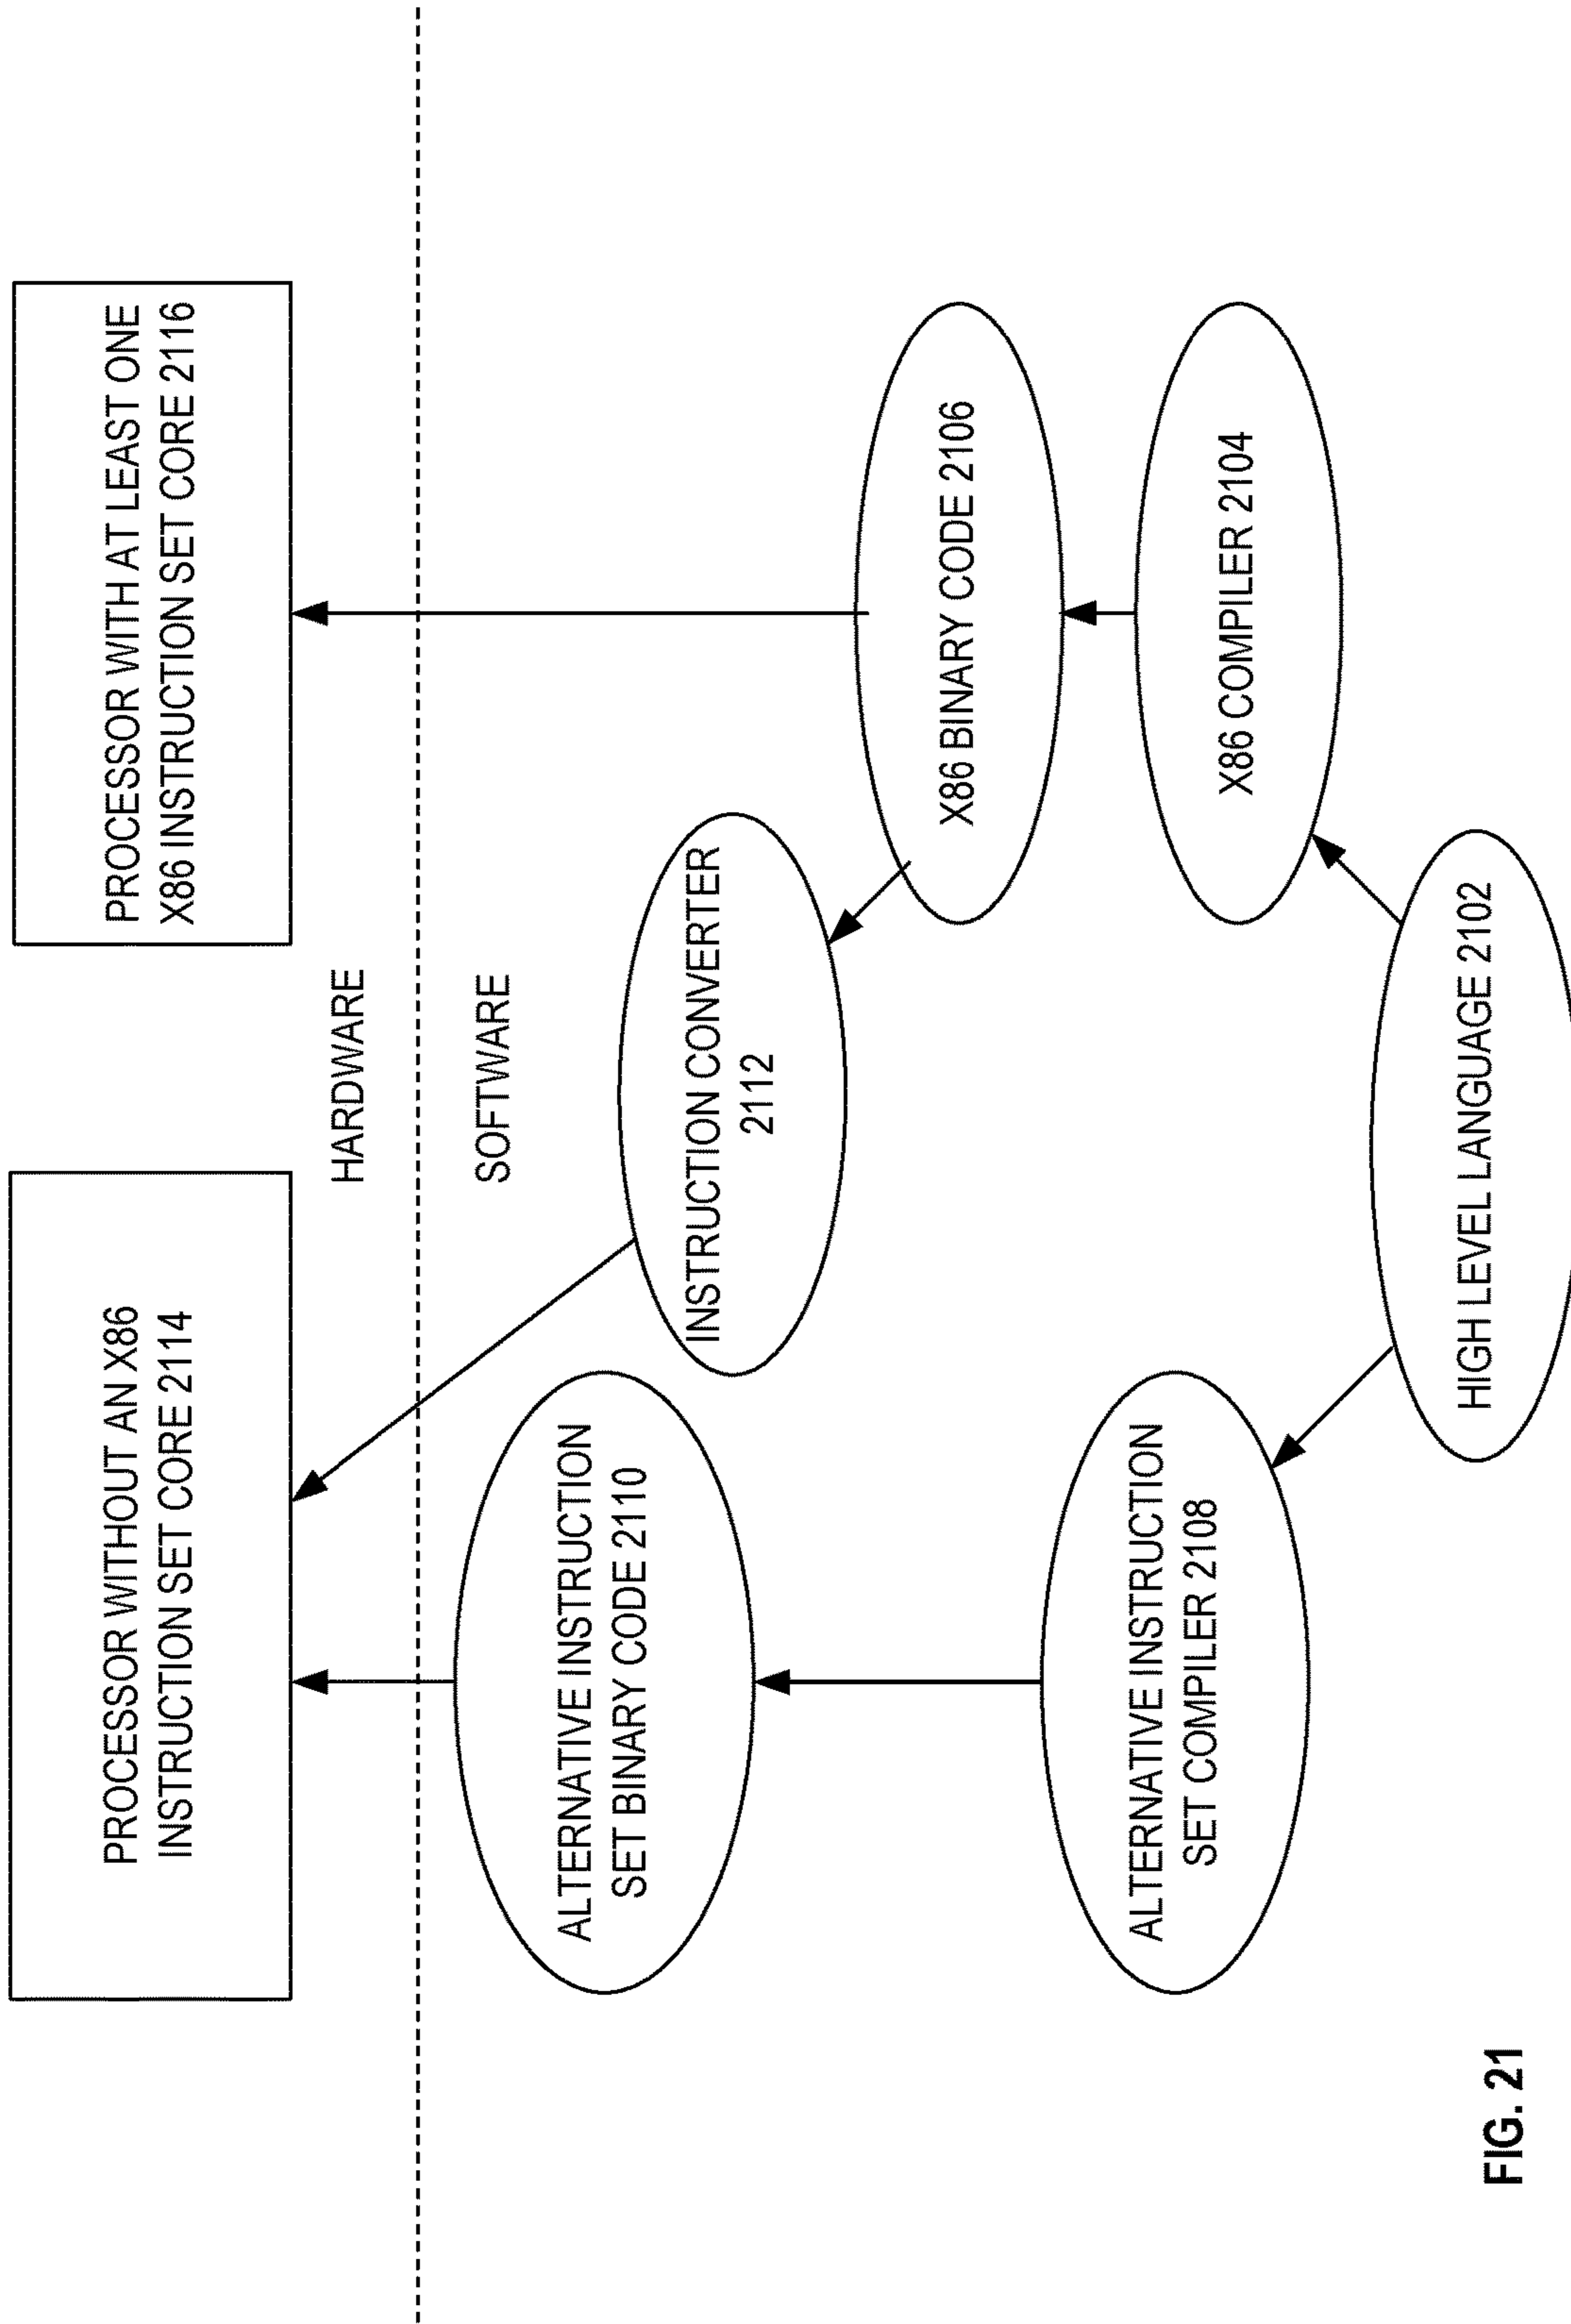 PROCESSOR WITHOUT AN X86
INSTRUCTION SET CORE 2114
PROCESSOR WITH AT LEAST ONE
X86 INSTRUCTION SET CORE 2116
HARDWARE
SOFTWARE
ALTERNATIVE INSTRUCTION
SET BINARY CODE 2110
INSTRUCTION CONVERTER
2112
X86 BINARY CODE 2106
ALTERNATIVE INSTRUCTION
SET COMPILER 2108
X86 COMPILER 2104
HIGH LEVEL LANGUAGE 2102
FIG. 21